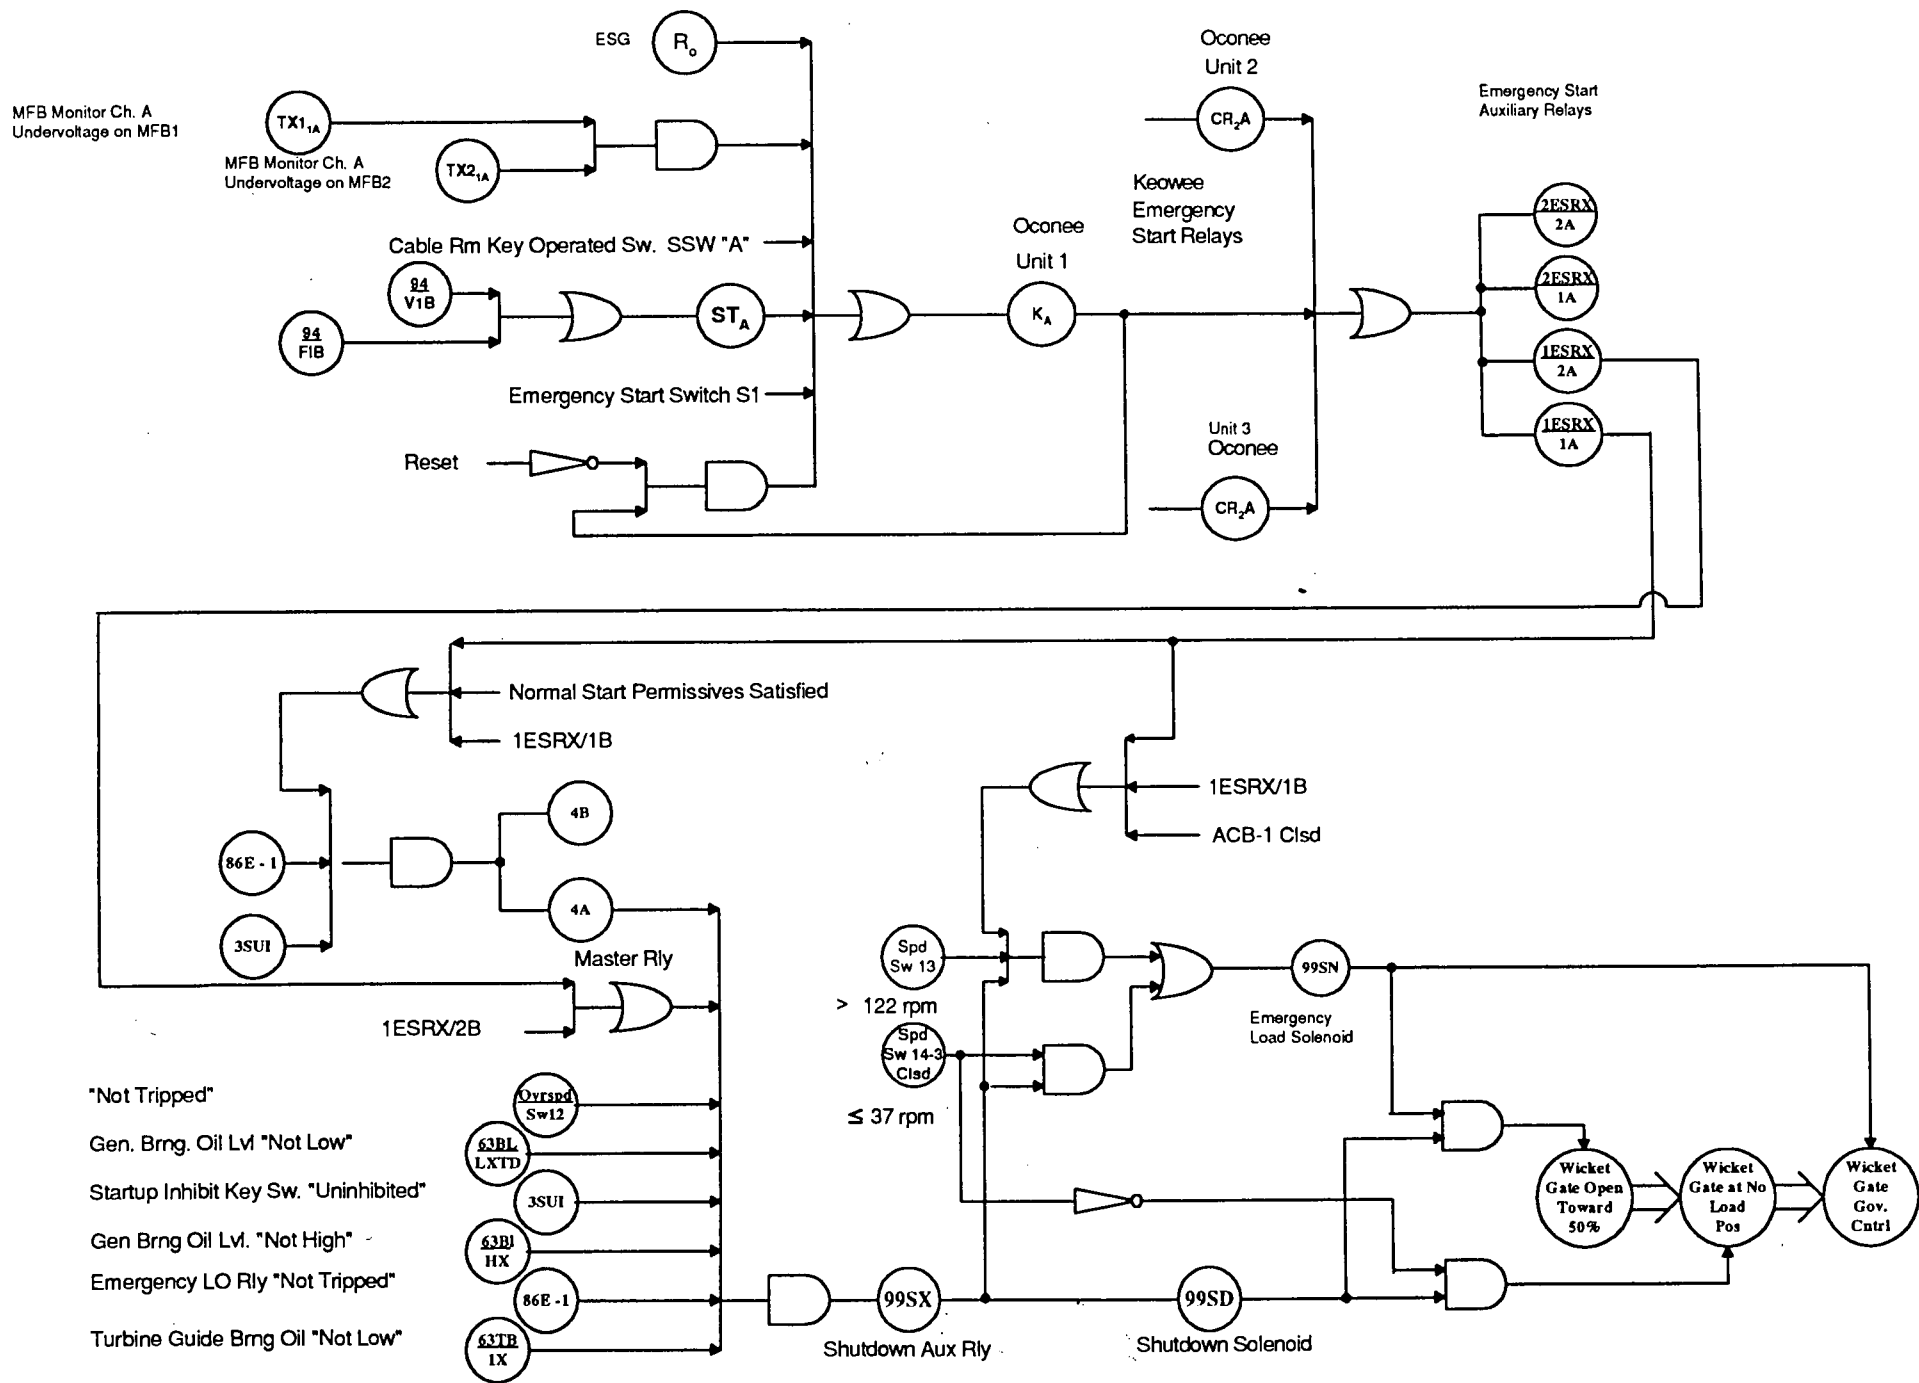 ESG
R₀
Oconee
Unit 2
CR₂A
Emergency Start
Auxiliary Relays
MFB Monitor Ch. A
Undervoltage on MFB1
TX1₁A
MFB Monitor Ch. A
Undervoltage on MFB2
TX2₁A
Keowee
Emergency
Start Relays
2ESRX
2A
Cable Rm Key Operated Sw. SSW "A"
Oconee
Unit 1
94
V1B
2ESRX
1A
STA
KA
94
FIB
1ESRX
2A
Emergency Start Switch S1
1ESRX
1A
Unit 3
Oconee
Reset
CR₂A
Normal Start Permissives Satisfied
1ESRX/1B
1ESRX/1B
ACB-1 Clsd
4B
86E - 1
4A
3SUI
Master Rly
Spd
Sw 13
> 122 rpm
99SN
Emergency
Load Solenoid
1ESRX/2B
Spd
Sw 14-3
Clsd
≤ 37 rpm
"Not Tripped"
Ovrspd
Sw12
Gen. Brng. Oil Lvl "Not Low"
63BL
LXTD
Startup Inhibit Key Sw. "Uninhibited"
3SUI
Gen Brng Oil Lvl. "Not High"
63Bl
HX
Emergency LO Rly "Not Tripped"
86E -1
Turbine Guide Brng Oil "Not Low"
63TB
1X
99SX
Shutdown Aux Rly
99SD
Shutdown Solenoid
Wicket
Gate Open
Toward
50%
Wicket
Gate at No
Load
Pos
Wicket
Gate
Gov.
Cntrl